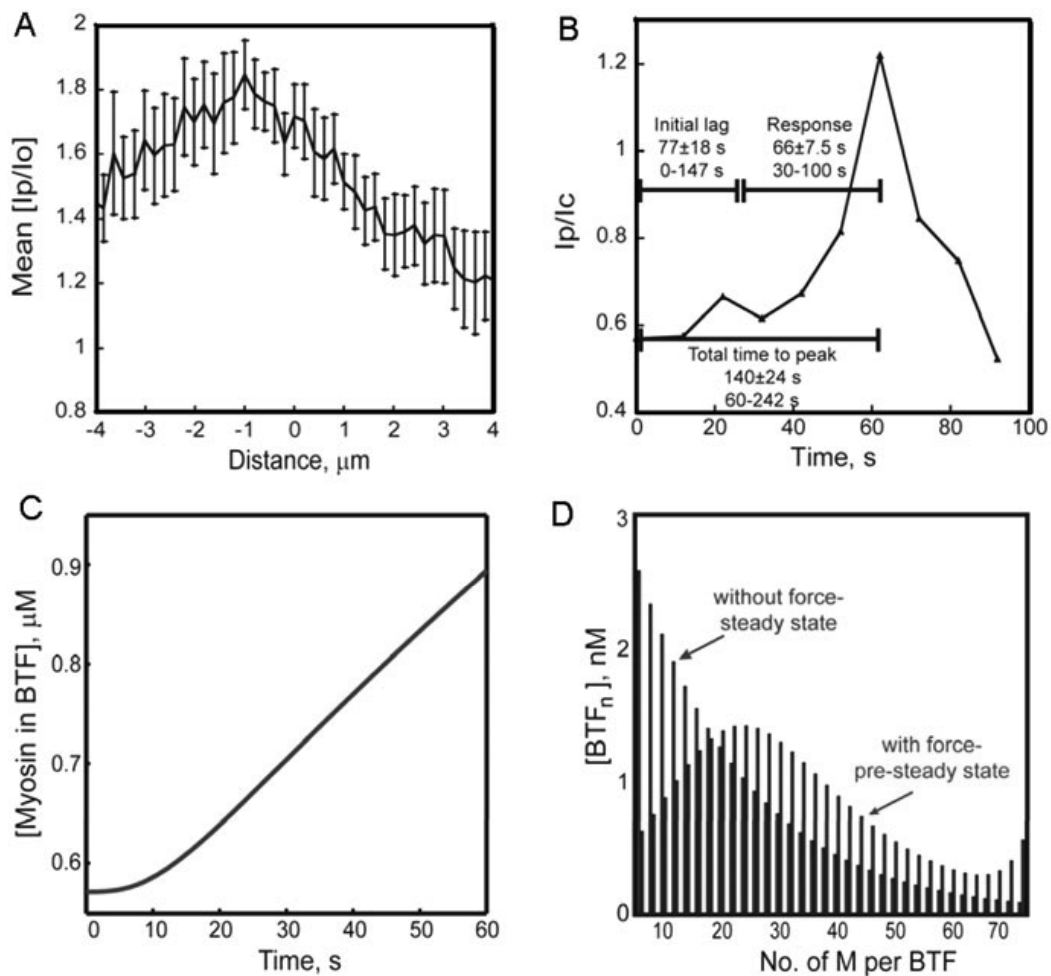 A
Mean [Ip/Io]
2
1.8
1.6
1.4
1.2
1
0.8
-4
-3
-2
-1
0
1
2
3
4
Distance, μm
B
Ip/Ic
1.2
1
0.8
0.6
0.4
Initial lag
77±18 s
0-147 s
Response
66±7.5 s
30-100 s
Total time to peak
140±24 s
60-242 s
0
20
40
60
80
100
Time, s
C
[Myosin in BTF], μM
0.9
0.8
0.7
0.6
0
10
20
30
40
50
60
Time, s
D
[BTFn], nM
3
2
1
0
without force-
steady state
with force-
pre-steady state
10
20
30
40
50
60
70
No. of M per BTF